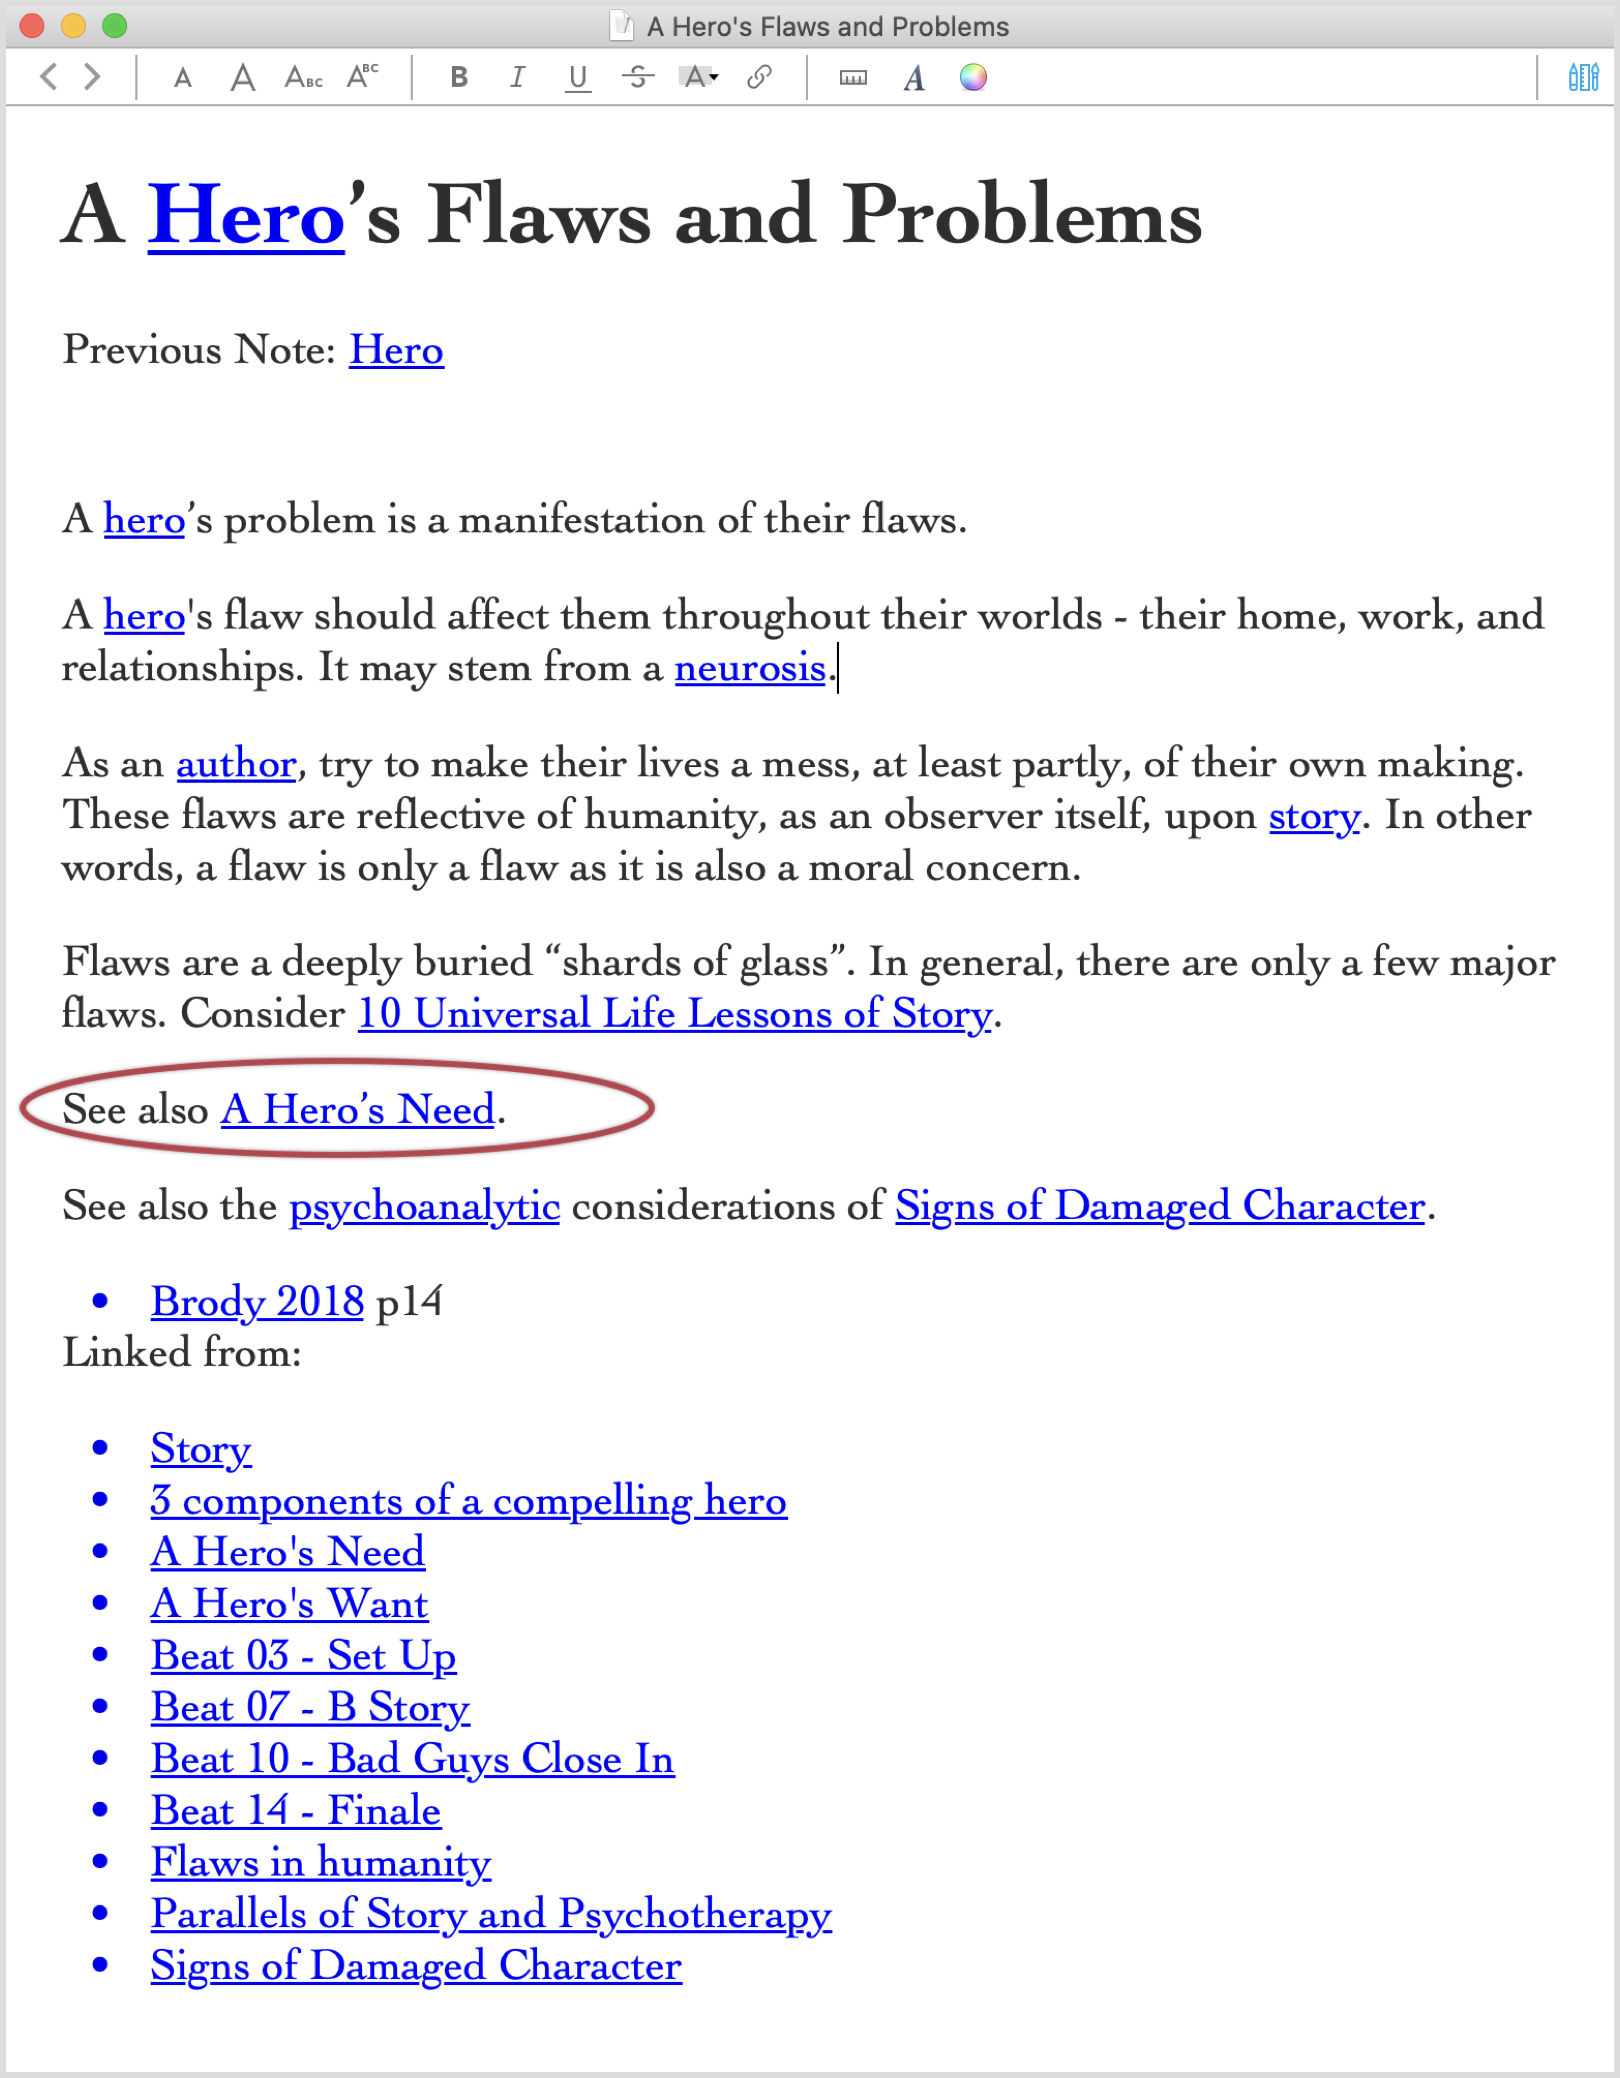 A Hero's Flaws and Problems
A A ABC ABC B I U S A A
A Hero’s Flaws and Problems
Previous Note: Hero
A hero’s problem is a manifestation of their flaws.
A hero's flaw should affect them throughout their worlds - their home, work, and
relationships. It may stem from a neurosis.
As an author, try to make their lives a mess, at least partly, of their own making.
These flaws are reflective of humanity, as an observer itself, upon story. In other
words, a flaw is only a flaw as it is also a moral concern.
Flaws are a deeply buried “shards of glass”. In general, there are only a few major
flaws. Consider 10 Universal Life Lessons of Story.
See also A Hero’s Need.
See also the psychoanalytic considerations of Signs of Damaged Character.
• Brody 2018 p14
Linked from:
• Story
• 3 components of a compelling hero
• A Hero's Need
• A Hero's Want
• Beat 03 - Set Up
• Beat 07 - B Story
• Beat 10 - Bad Guys Close In
• Beat 14 - Finale
• Flaws in humanity
• Parallels of Story and Psychotherapy
• Signs of Damaged Character